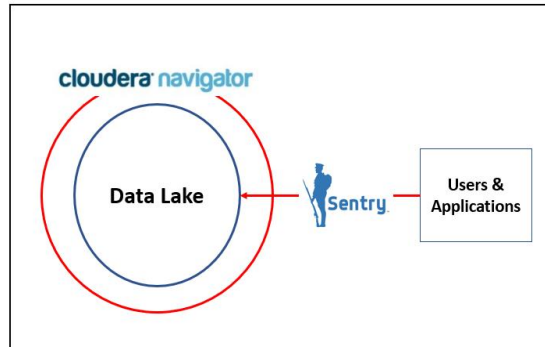 cloudera navigator
Data Lake
Sentry
Users &
Applications